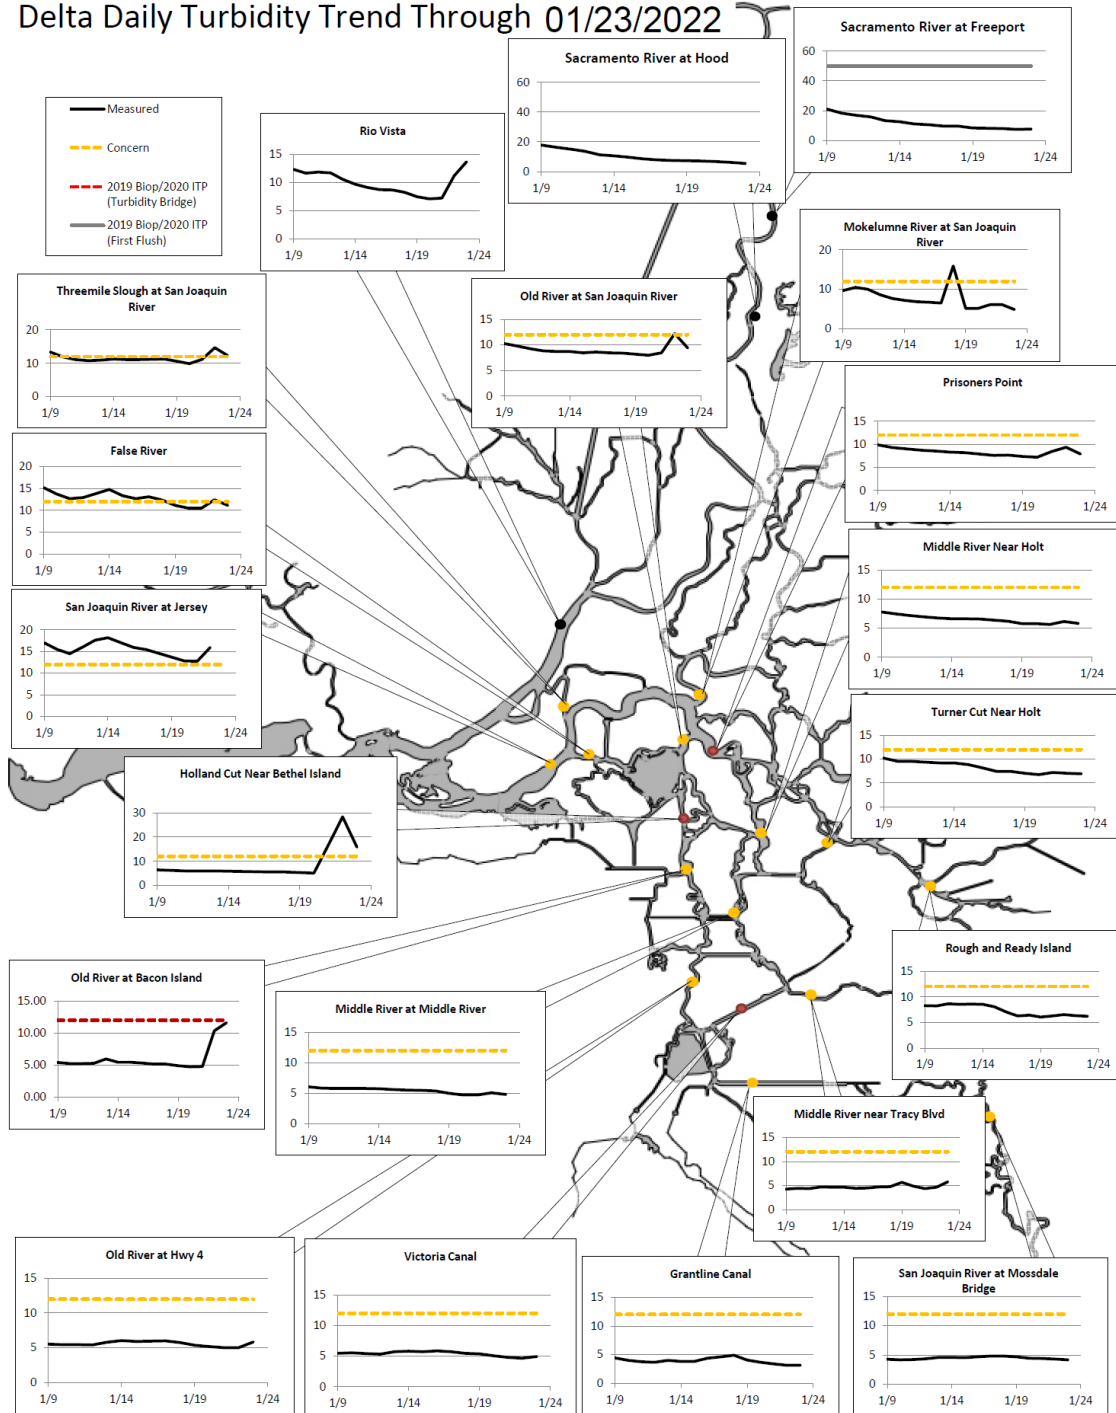 Delta Daily Turbidity Trend Through 01/23/2022
Measured
Concern
2019 Biop/2020 ITP
(Turbidity Bridge)
2019 Biop/2020 ITP
(First Flush)
Rio Vista
15
10
5
0
1/9 1/14 1/19 1/24
Sacramento River at Hood
60
40
20
0
1/9 1/14 1/19 1/24
Sacramento River at Freeport
60
40
20
0
1/9 1/14 1/19 1/24
Mokelumne River at San Joaquin
River
20
10
0
1/9 1/14 1/19 1/24
Threemile Slough at San Joaquin
River
20
10
0
1/9 1/14 1/19 1/24
Old River at San Joaquin River
15
10
5
0
1/9 1/14 1/19 1/24
Prisoners Point
15
10
5
0
1/9 1/14 1/19 1/24
False River
20
15
10
5
0
1/9 1/14 1/19 1/24
Middle River Near Holt
15
10
5
0
1/9 1/14 1/19 1/24
San Joaquin River at Jersey
20
15
10
5
0
1/9 1/14 1/19 1/24
Turner Cut Near Holt
15
10
5
0
1/9 1/14 1/19 1/24
Holland Cut Near Bethel Island
30
20
10
0
1/9 1/14 1/19 1/24
Rough and Ready Island
15
10
5
0
1/9 1/14 1/19 1/24
Old River at Bacon Island
15.00
10.00
5.00
0.00
1/9 1/14 1/19 1/24
Middle River at Middle River
15
10
5
0
1/9 1/14 1/19 1/24
Middle River near Tracy Blvd
15
10
5
0
1/9 1/14 1/19 1/24
Old River at Hwy 4
15
10
5
0
1/9 1/14 1/19 1/24
Victoria Canal
15
10
5
0
1/9 1/14 1/19 1/24
Grantline Canal
15
10
5
0
1/9 1/14 1/19 1/24
San Joaquin River at Mossdale
Bridge
15
10
5
0
1/9 1/14 1/19 1/24